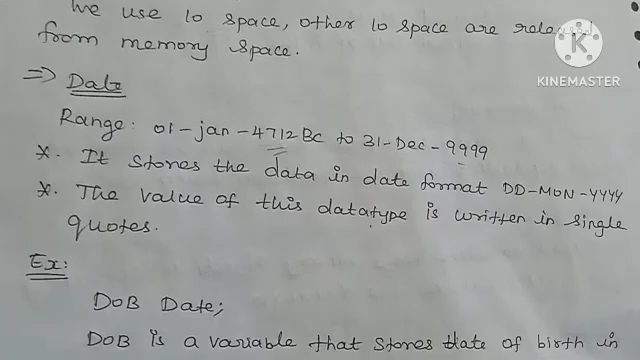 We use 10 space, other 10 space are released
from memory space.
K
KINEMASTER
⇒ Date
Range: 01-jan-4712 BC to 31-Dec-9999
*. It stores the data in date format DD-MON-YYYY
*. The value of this datatype is written in single
quotes.
Ex:
DOB Date;
DOB is a variable that stores date of birth in